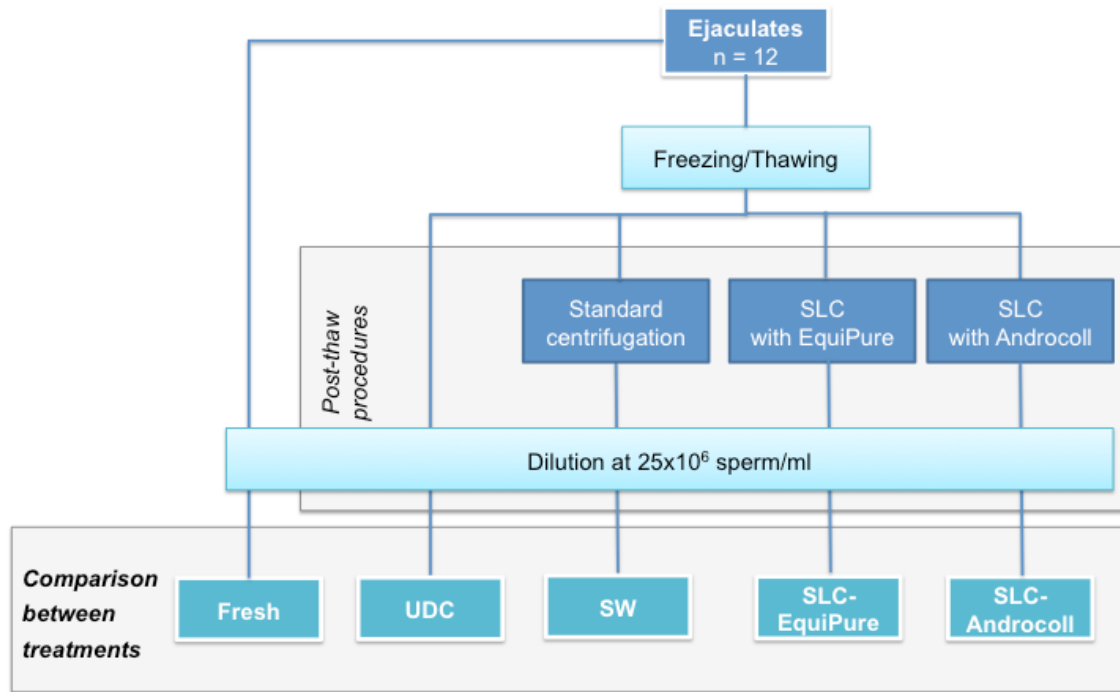 Ejaculates
n = 12
Freezing/Thawing
Post-thaw
procedures
Standard
centrifugation
SLC
with EquiPure
SLC
with Androcoll
Dilution at 25x10⁶ sperm/ml
Comparison
between
treatments
Fresh
UDC
SW
SLC-
EquiPure
SLC-
Androcoll